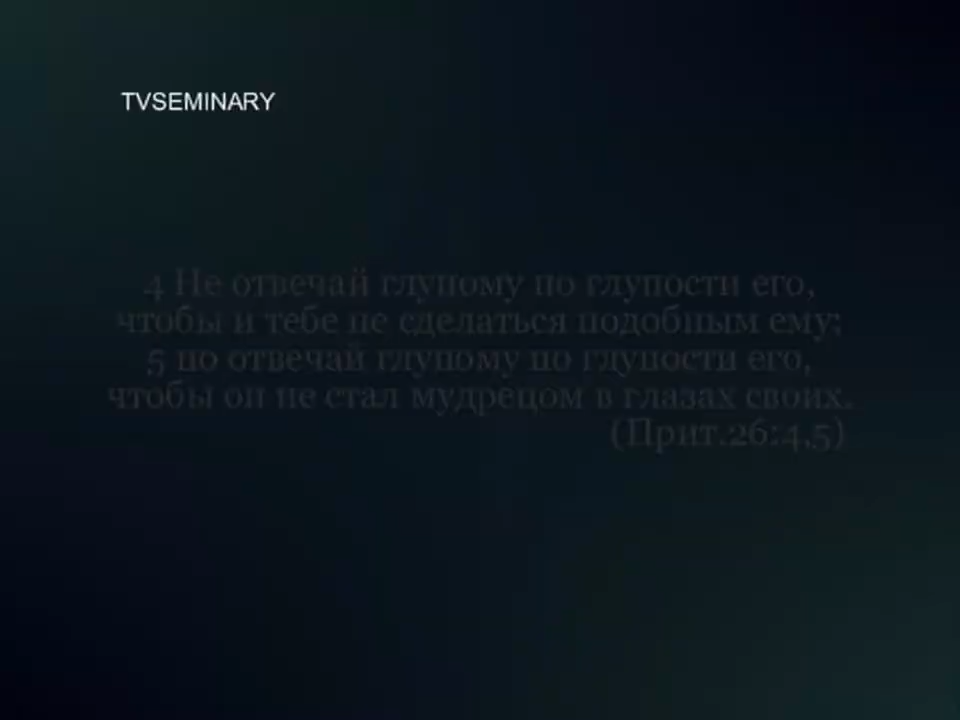 TVSEMINARY
4 Не отвечай глупому по глупости его,
чтобы и тебе не сделаться подобным ему;
5 но отвечай глупому по глупости его,
чтобы он не стал мудрецом в глазах своих.
(Прит.26:4,5)